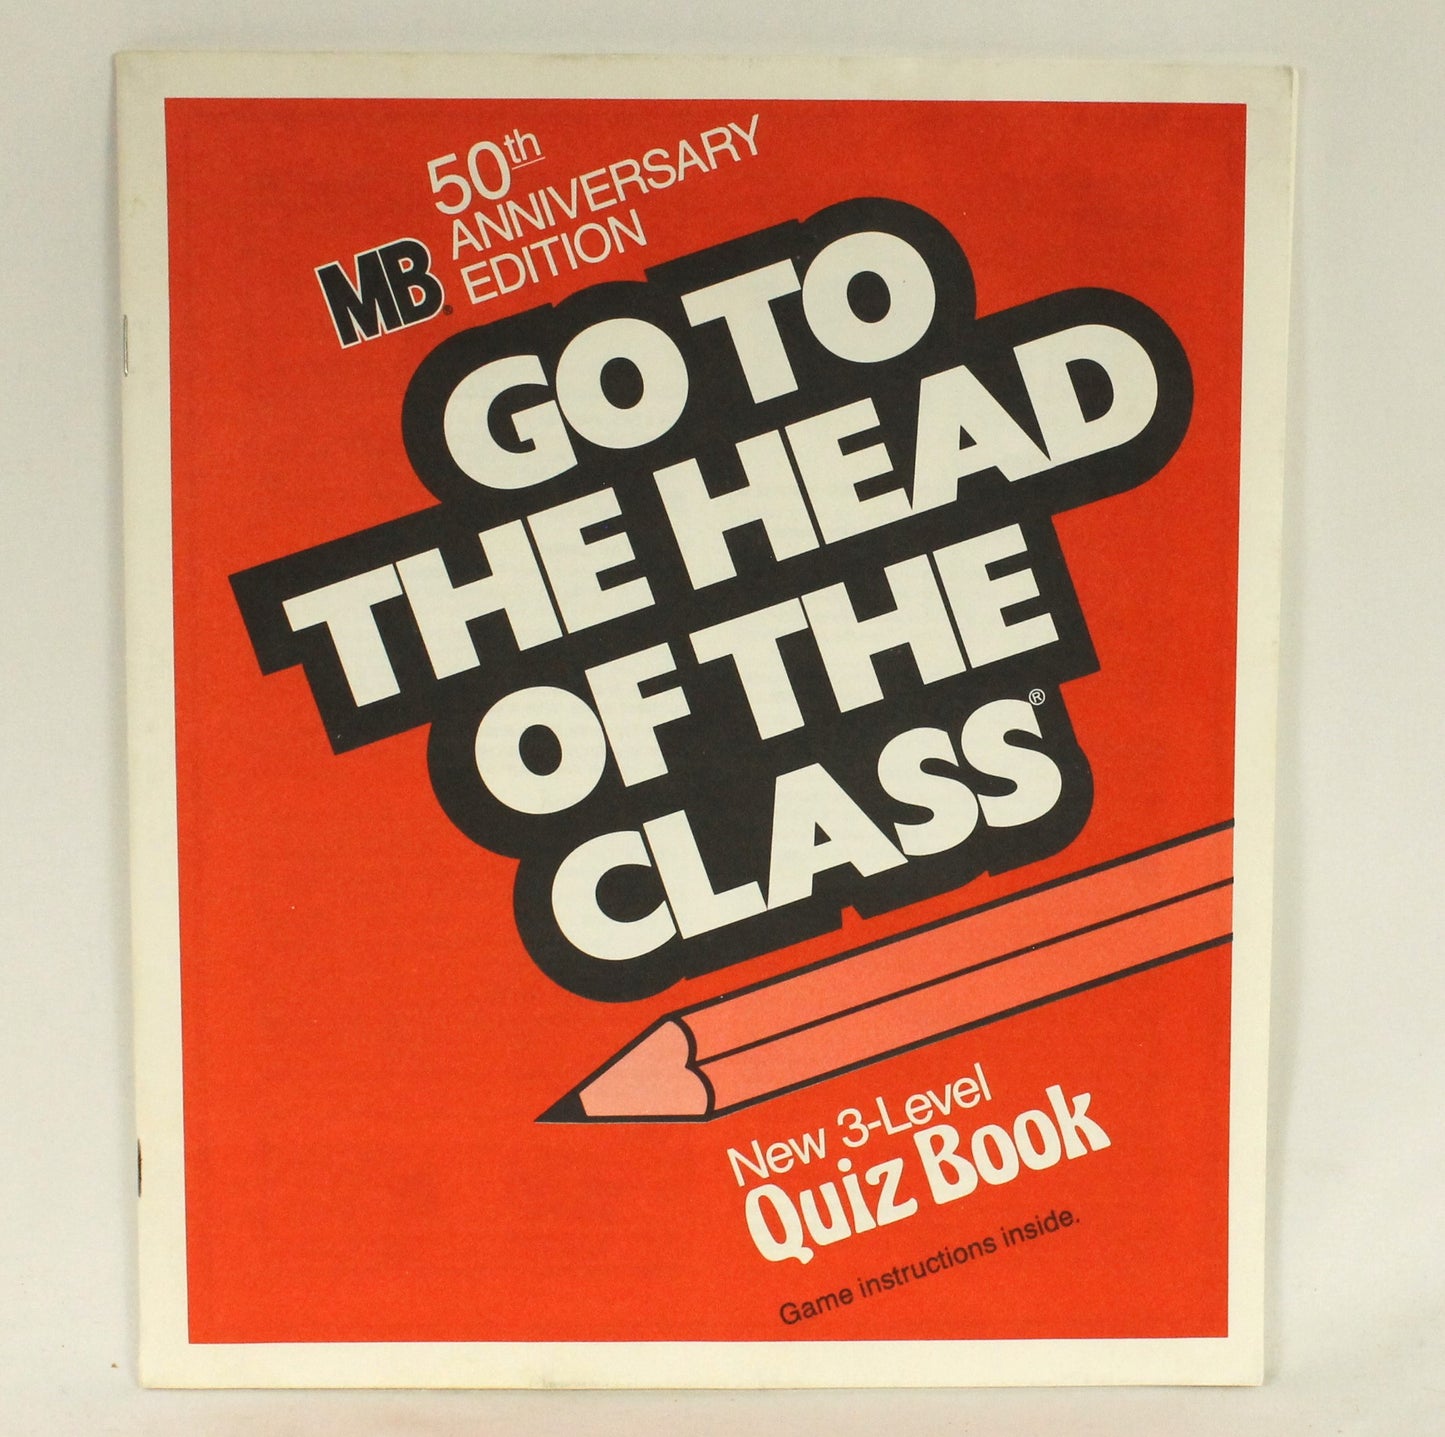 50th
ANNIVERSARY
EDITION
MB®
GO TO
THE HEAD
OF THE
CLASS®
New 3-Level
Quiz Book
Game instructions inside.